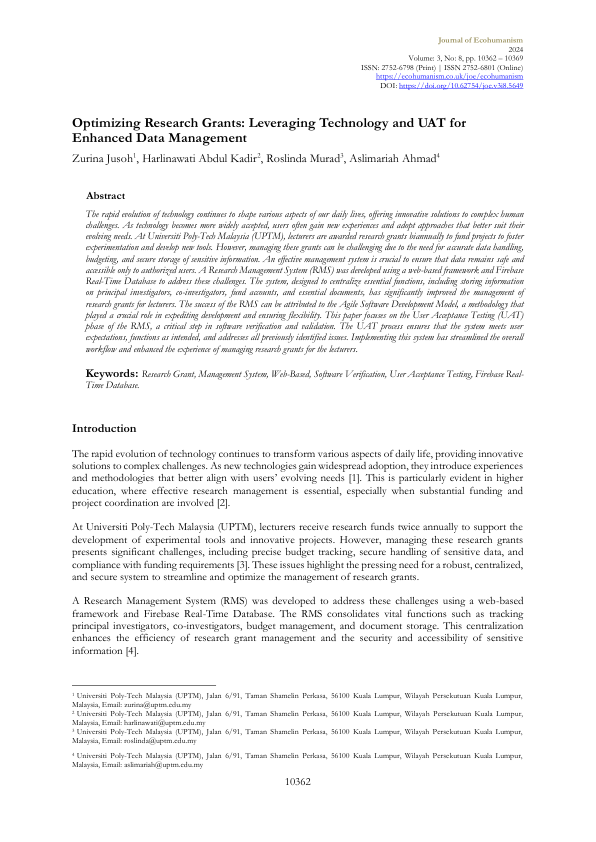 Journal of Ecohumanism
2024
Volume: 3, No: 8, pp. 10362 – 10369
ISSN: 2752-6798 (Print) | ISSN 2752-6801 (Online)
https://ecohumanism.co.uk/joe/ecohumanism
DOI: https://doi.org/10.62754/joe.v3i8.5649
Optimizing Research Grants: Leveraging Technology and UAT for
Enhanced Data Management
Zurina Jusoh1, Harlinawati Abdul Kadir2, Roslinda Murad3, Aslimariah Ahmad4
Abstract
The rapid evolution of technology continues to shape various aspects of our daily lives, offering innovative solutions to complex human
challenges. As technology becomes more widely accepted, users often gain new experiences and adopt approaches that better suit their
evolving needs. At Universiti Poly-Tech Malaysia (UPTM), lecturers are awarded research grants biannually to fund projects to foster
experimentation and develop new tools. However, managing these grants can be challenging due to the need for accurate data handling,
budgeting, and secure storage of sensitive information. An effective management system is crucial to ensure that data remains safe and
accessible only to authorized users. A Research Management System (RMS) was developed using a web-based framework and Firebase
Real-Time Database to address these challenges. The system, designed to centralize essential functions, including storing information
on principal investigators, co-investigators, fund accounts, and essential documents, has significantly improved the management of
research grants for lecturers. The success of the RMS can be attributed to the Agile Software Development Model, a methodology that
played a crucial role in expediting development and ensuring flexibility. This paper focuses on the User Acceptance Testing (UAT)
phase of the RMS, a critical step in software verification and validation. The UAT process ensures that the system meets user
expectations, functions as intended, and addresses all previously identified issues. Implementing this system has streamlined the overall
workflow and enhanced the experience of managing research grants for the lecturers.
Keywords: Research Grant, Management System, Web-Based, Software Verification, User Acceptance Testing, Firebase Real-
Time Database.
Introduction
The rapid evolution of technology continues to transform various aspects of daily life, providing innovative
solutions to complex challenges. As new technologies gain widespread adoption, they introduce experiences
and methodologies that better align with users’ evolving needs [1]. This is particularly evident in higher
education, where effective research management is essential, especially when substantial funding and
project coordination are involved [2].
At Universiti Poly-Tech Malaysia (UPTM), lecturers receive research funds twice annually to support the
development of experimental tools and innovative projects. However, managing these research grants
presents significant challenges, including precise budget tracking, secure handling of sensitive data, and
compliance with funding requirements [3]. These issues highlight the pressing need for a robust, centralized,
and secure system to streamline and optimize the management of research grants.
A Research Management System (RMS) was developed to address these challenges using a web-based
framework and Firebase Real-Time Database. The RMS consolidates vital functions such as tracking
principal investigators, co-investigators, budget management, and document storage. This centralization
enhances the efficiency of research grant management and the security and accessibility of sensitive
information [4].
1 Universiti Poly-Tech Malaysia (UPTM), Jalan 6/91, Taman Shamelin Perkasa, 56100 Kuala Lumpur, Wilayah Persekutuan Kuala Lumpur,
Malaysia, Email: zurina@uptm.edu.my
2 Universiti Poly-Tech Malaysia (UPTM), Jalan 6/91, Taman Shamelin Perkasa, 56100 Kuala Lumpur, Wilayah Persekutuan Kuala Lumpur,
Malaysia, Email: harlinawati@uptm.edu.my
3 Universiti Poly-Tech Malaysia (UPTM), Jalan 6/91, Taman Shamelin Perkasa, 56100 Kuala Lumpur, Wilayah Persekutuan Kuala Lumpur,
Malaysia, Email: roslinda@uptm.edu.my
4 Universiti Poly-Tech Malaysia (UPTM), Jalan 6/91, Taman Shamelin Perkasa, 56100 Kuala Lumpur, Wilayah Persekutuan Kuala Lumpur,
Malaysia, Email: aslimariah@uptm.edu.my
10362